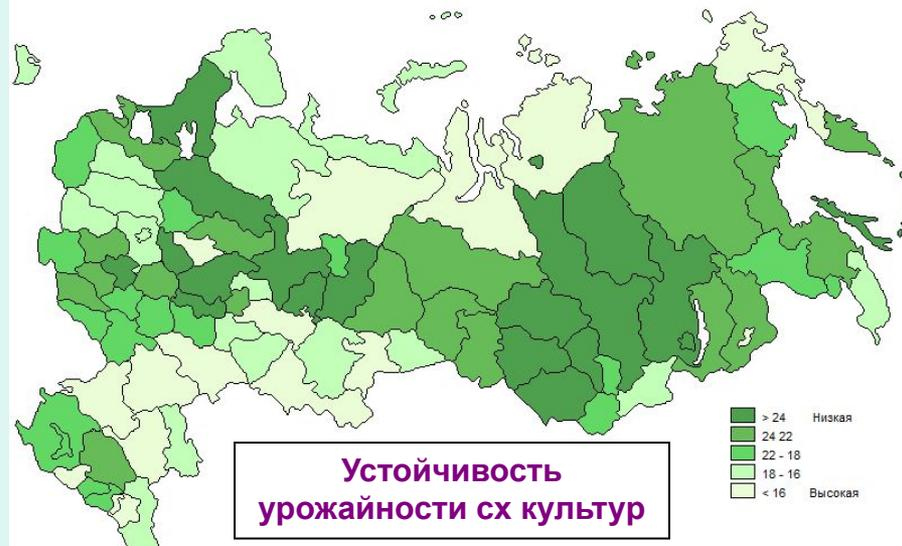 > 24 Низкая
24 22
22 - 18
18 - 16
< 16 Высокая
Устойчивость
урожайности сх культур